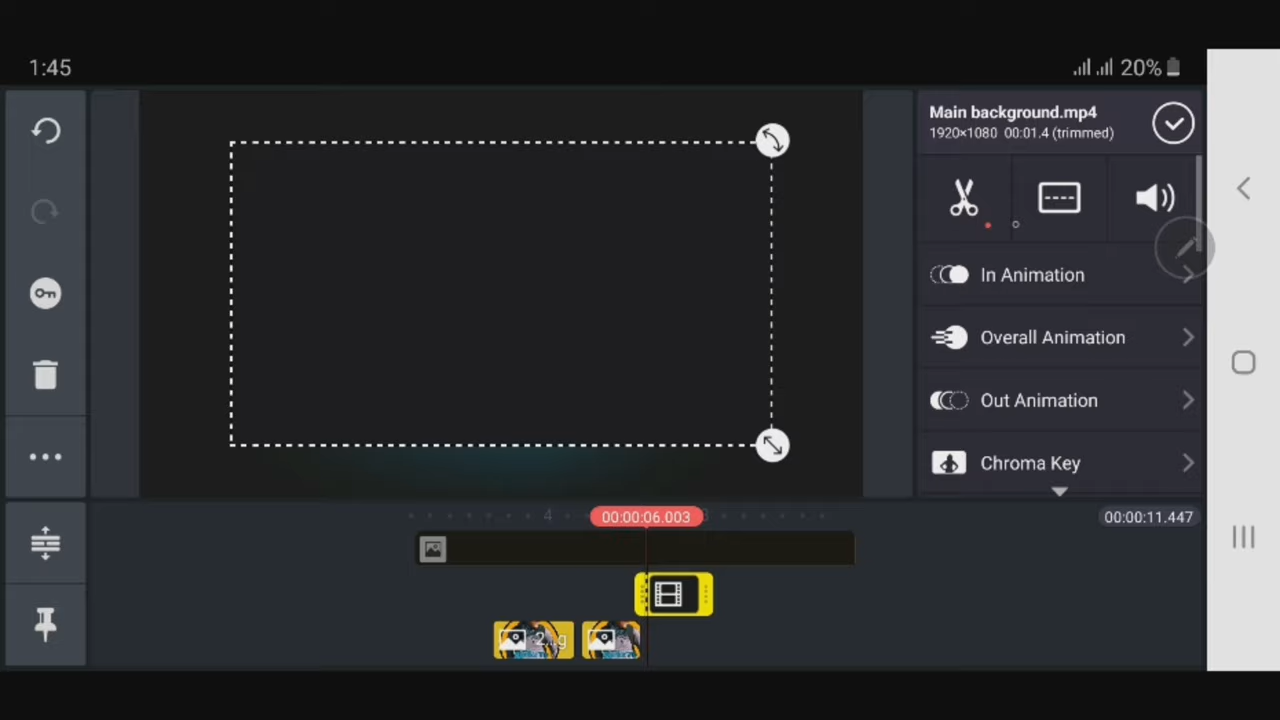 1:45
20%
Main background.mp4
1920×1080 00:01.4 (trimmed)
In Animation
Overall Animation
Out Animation
Chroma Key
4
00:00:06.003
00:00:11.447
2...g